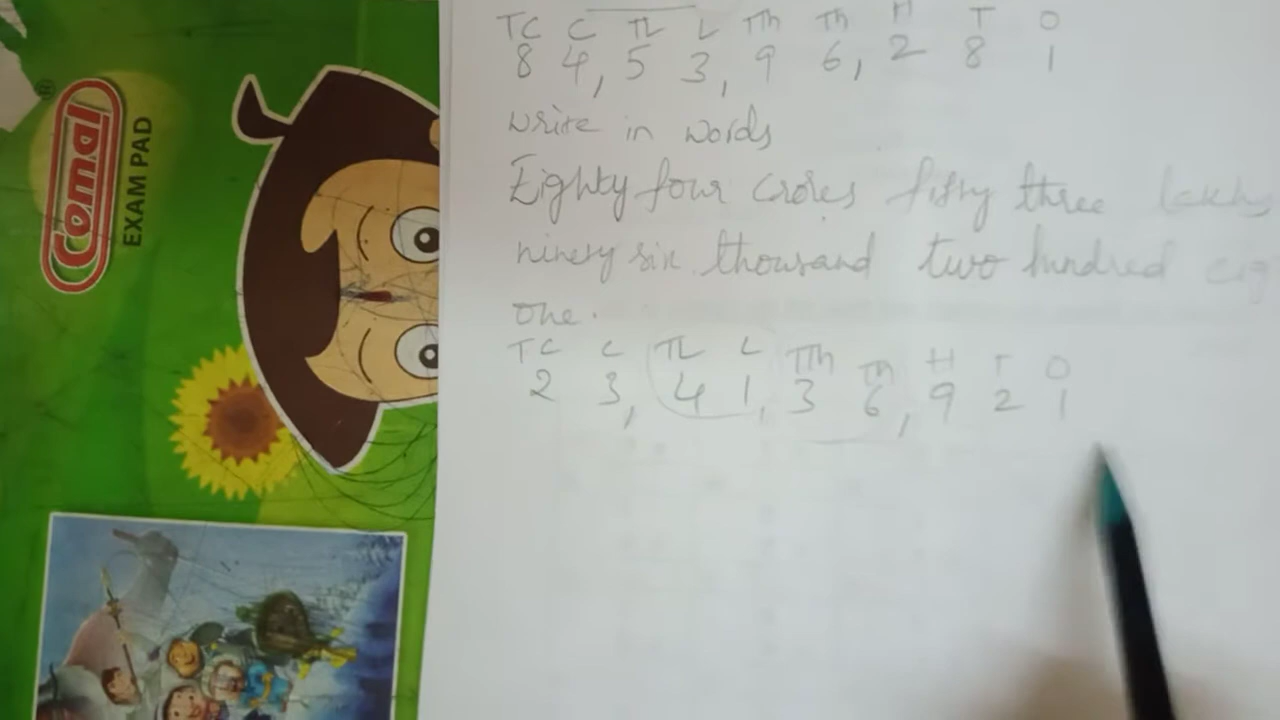 Comal®
EXAM PAD
TC C TL L TTh Th H T O
8 4, 5 3, 9 6, 2 8 1
write in words
Eighty four crores fifty three lakhs
ninety six thousand two hundred
one.
TC C TL L TTh Th H T O
2 3, 4 1, 3 6, 9 2 1